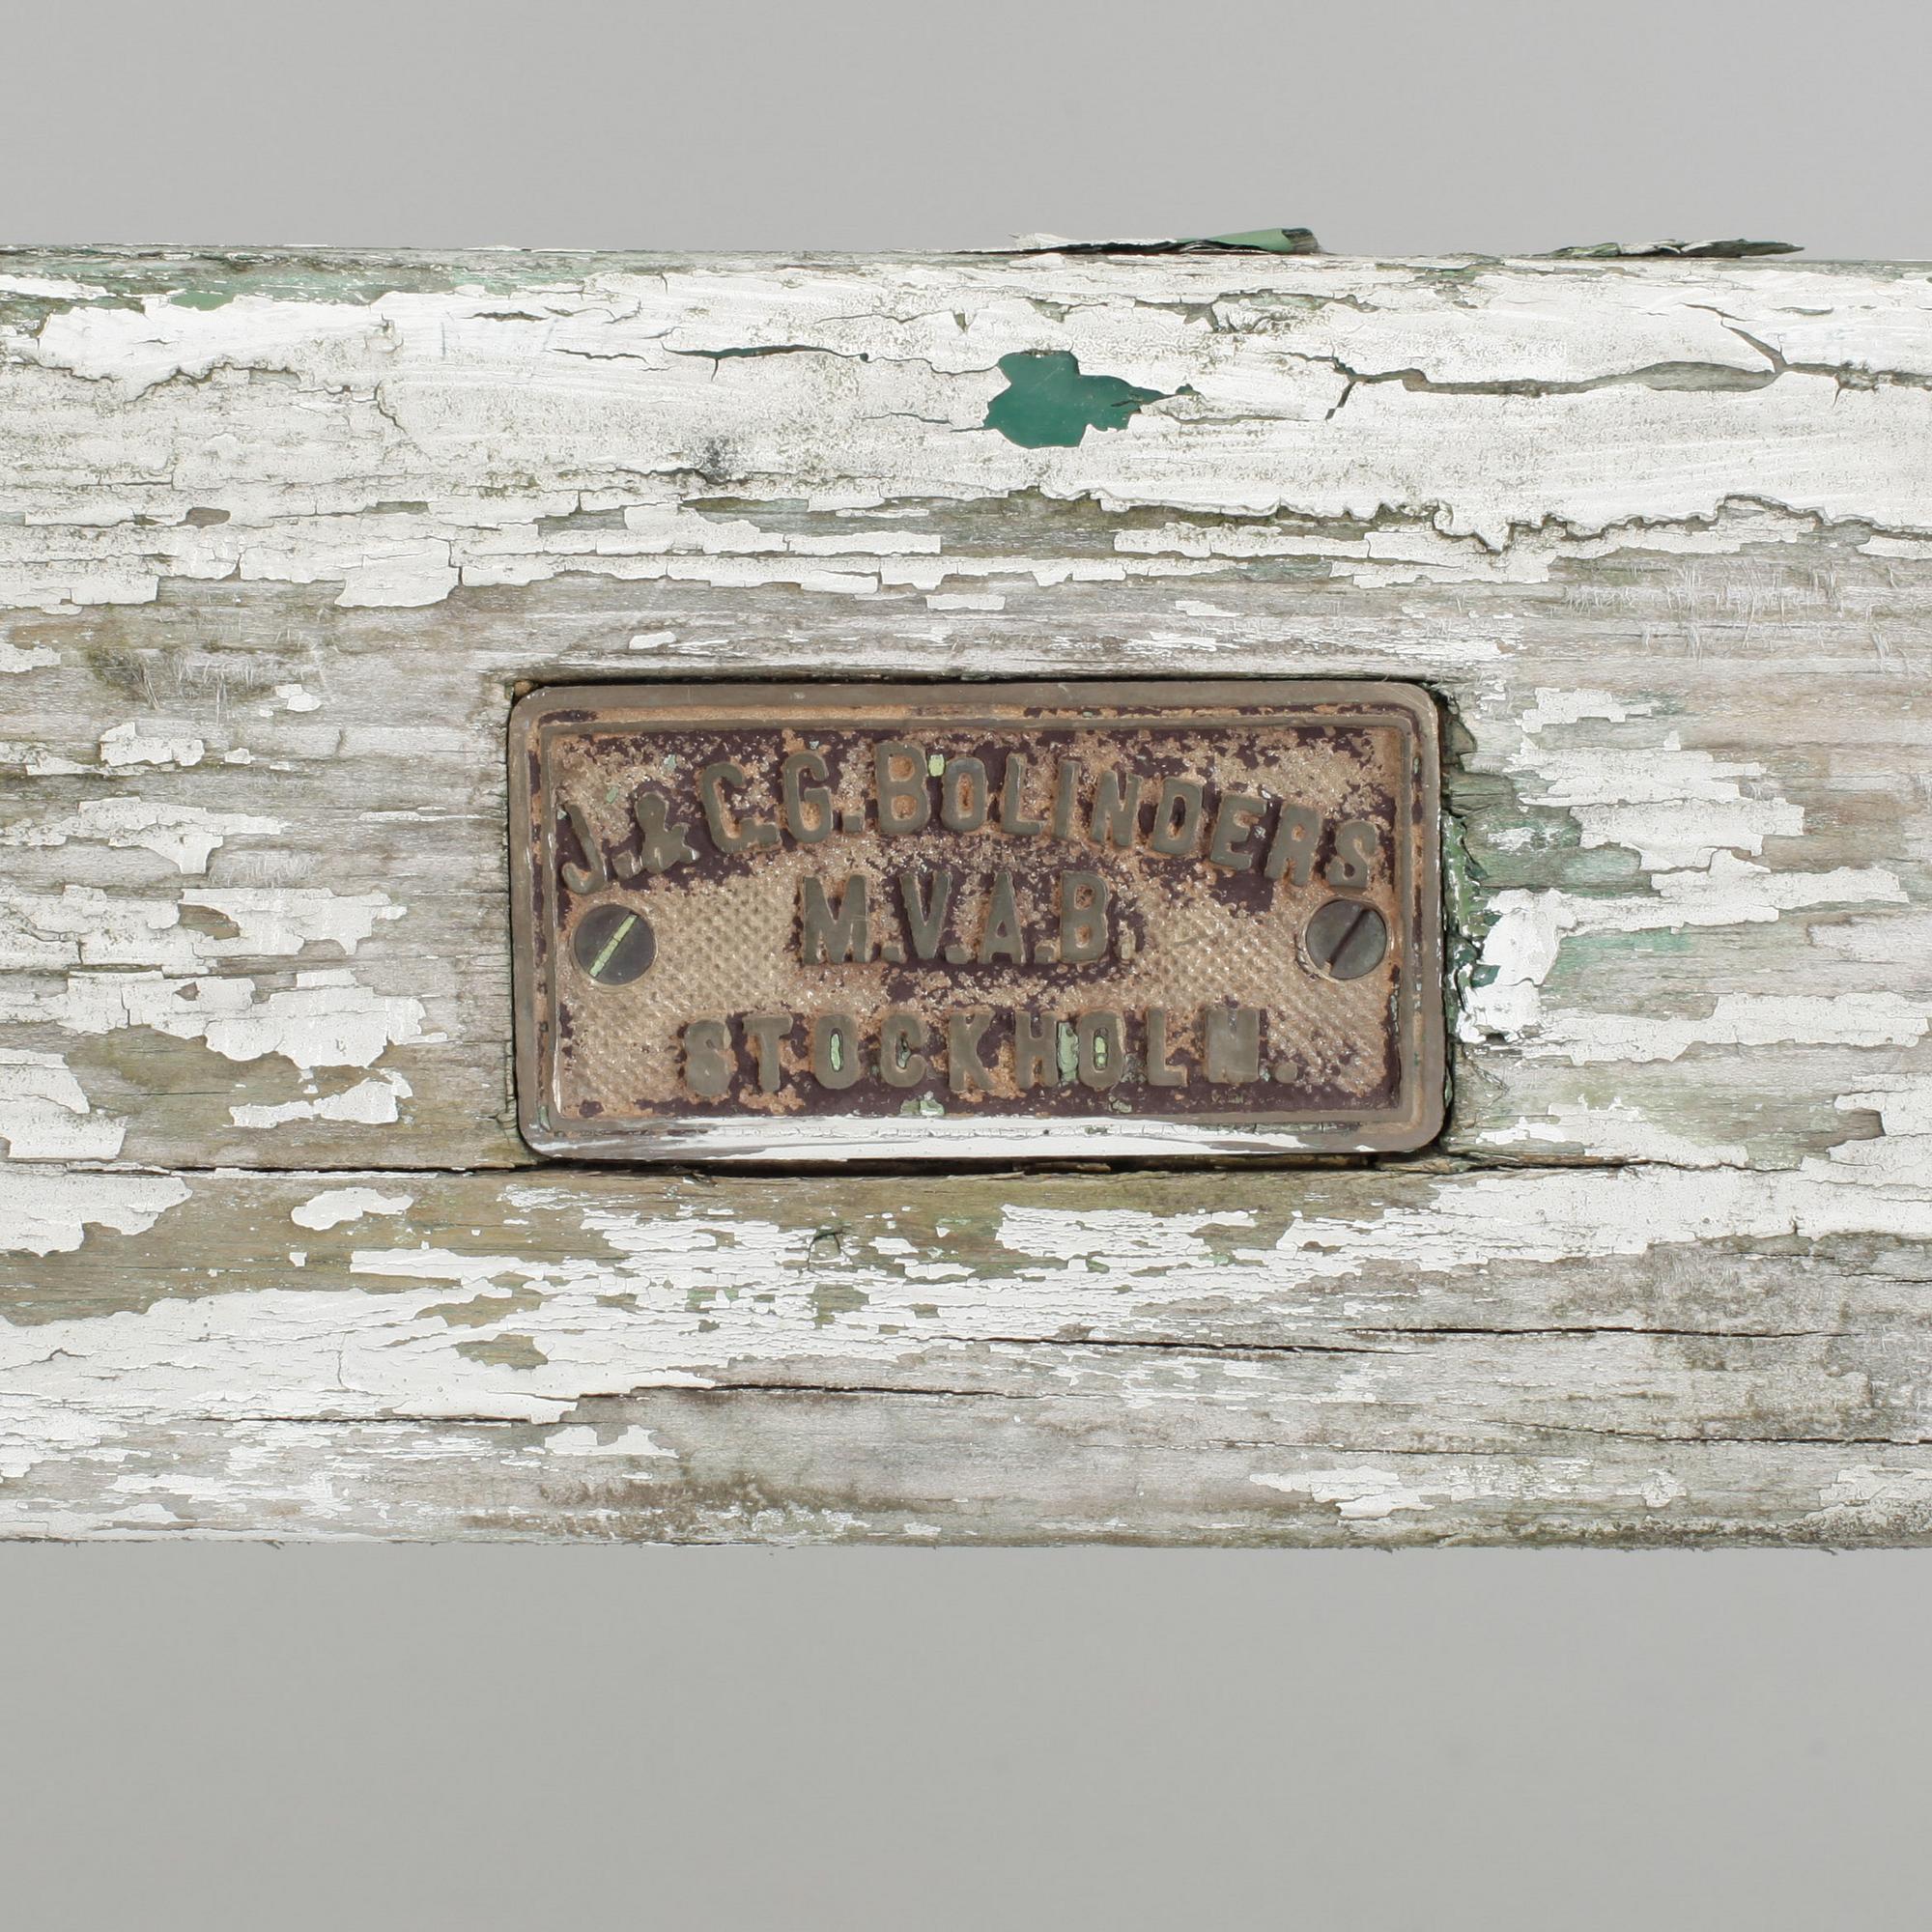 J. & C.G. BOLINDERS
M.V.A.B.
STOCKHOLM.